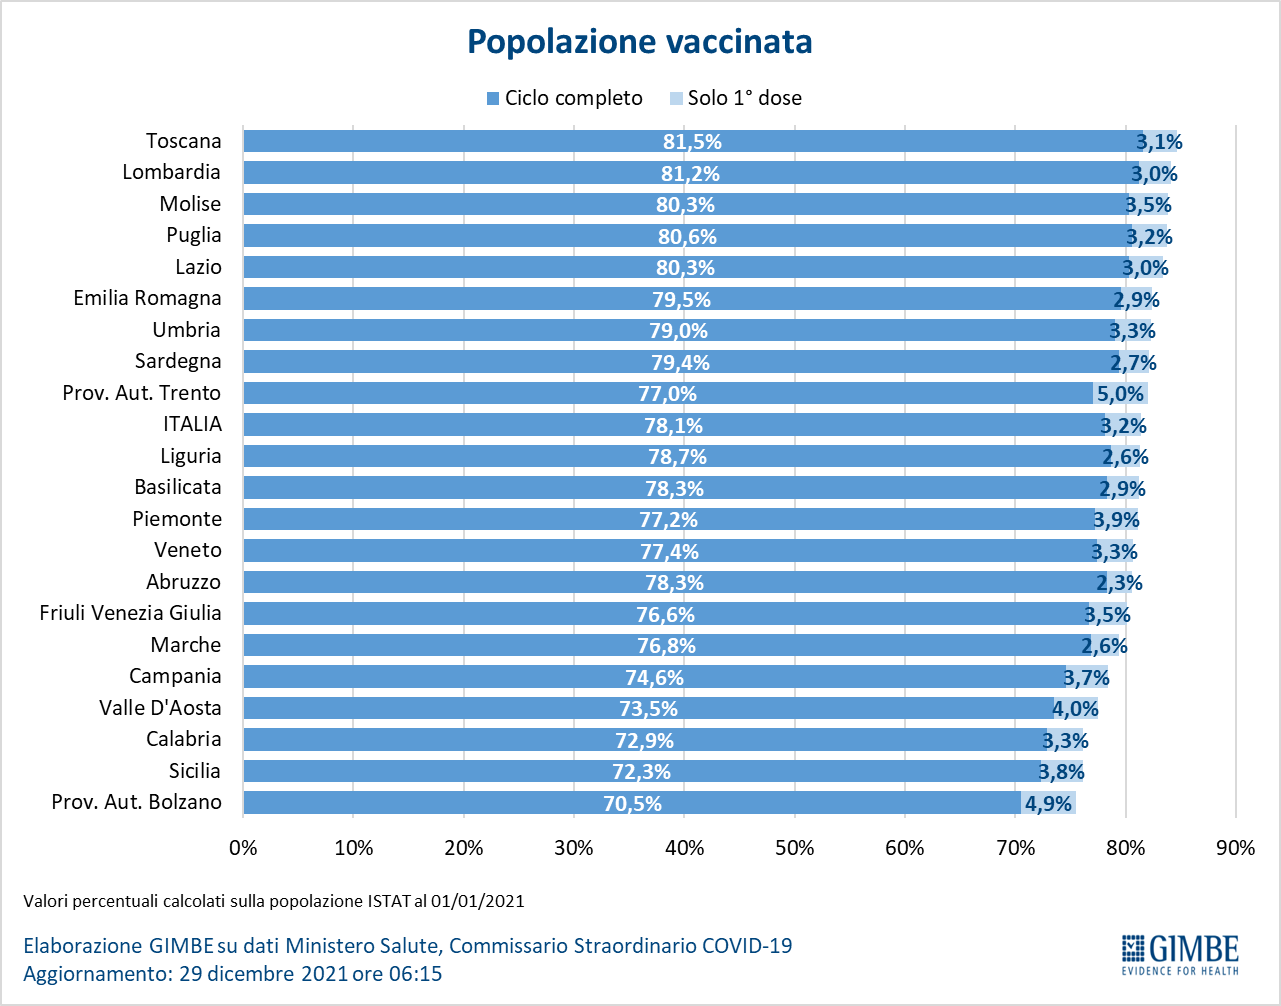 Popolazione vaccinata
Ciclo completo Solo 1° dose
Toscana 81,5% 3,1%
Lombardia 81,2% 3,0%
Molise 80,3% 3,5%
Puglia 80,6% 3,2%
Lazio 80,3% 3,0%
Emilia Romagna 79,5% 2,9%
Umbria 79,0% 3,3%
Sardegna 79,4% 2,7%
Prov. Aut. Trento 77,0% 5,0%
ITALIA 78,1% 3,2%
Liguria 78,7% 2,6%
Basilicata 78,3% 2,9%
Piemonte 77,2% 3,9%
Veneto 77,4% 3,3%
Abruzzo 78,3% 2,3%
Friuli Venezia Giulia 76,6% 3,5%
Marche 76,8% 2,6%
Campania 74,6% 3,7%
Valle D'Aosta 73,5% 4,0%
Calabria 72,9% 3,3%
Sicilia 72,3% 3,8%
Prov. Aut. Bolzano 70,5% 4,9%
0% 10% 20% 30% 40% 50% 60% 70% 80% 90%
Valori percentuali calcolati sulla popolazione ISTAT al 01/01/2021
Elaborazione GIMBE su dati Ministero Salute, Commissario Straordinario COVID-19
Aggiornamento: 29 dicembre 2021 ore 06:15
GIMBE
EVIDENCE FOR HEALTH